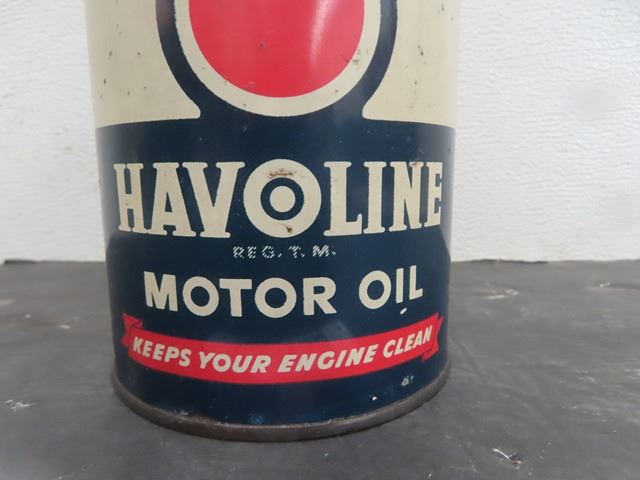 HAVOLINE
REG. T. M.
MOTOR OIL
KEEPS YOUR ENGINE CLEAN